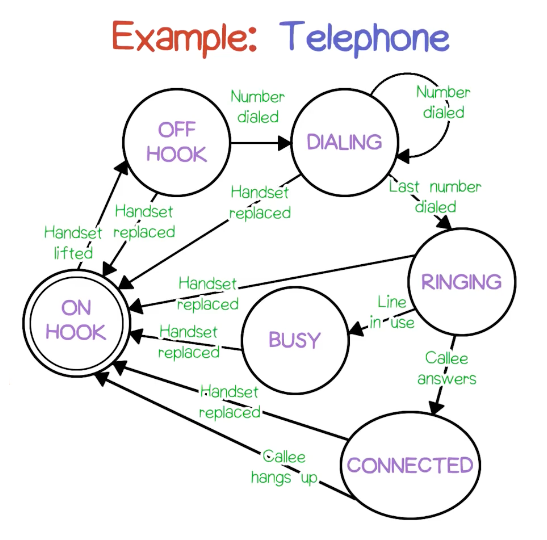 Example: Telephone
OFF
HOOK
Number
dialed
DIALING
Number
dialed
Handset
lifted
Handset
replaced
Handset
replaced
Last number
dialed
ON
HOOK
Handset
replaced
RINGING
Handset
replaced
BUSY
Line
in use
Callee
answers
Handset
replaced
Callee
hangs up
CONNECTED